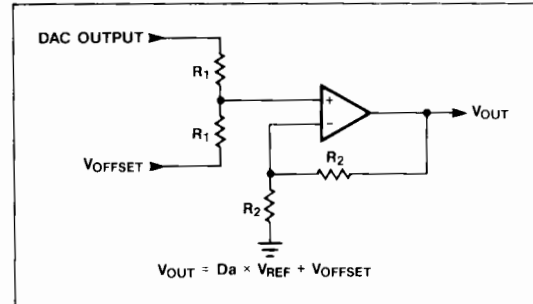 DAC OUTPUT
R1
R1
+
−
VOUT
VOFFSET
R2
R2
VOUT = Da × VREF + VOFFSET